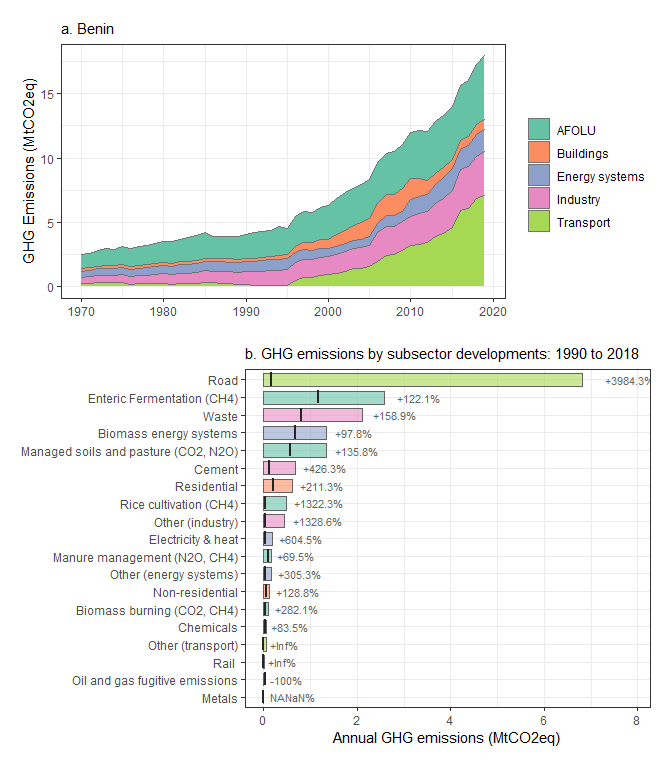 a. Benin
GHG Emissions (MtCO2eq)
15
10
5
0
1970
1980
1990
2000
2010
2020
AFOLU
Buildings
Energy systems
Industry
Transport
b. GHG emissions by subsector developments: 1990 to 2018
Road +3984.3%
Enteric Fermentation (CH4) +122.1%
Waste +158.9%
Biomass energy systems +97.8%
Managed soils and pasture (CO2, N2O) +135.8%
Cement +426.3%
Residential +211.3%
Rice cultivation (CH4) +1322.3%
Other (industry) +1328.6%
Electricity & heat +604.5%
Manure management (N2O, CH4) +69.5%
Other (energy systems) +305.3%
Non-residential +128.8%
Biomass burning (CO2, CH4) +282.1%
Chemicals +83.5%
Other (transport) +Inf%
Rail +Inf%
Oil and gas fugitive emissions -100%
Metals NANaN%
0
2
4
6
8
Annual GHG emissions (MtCO2eq)